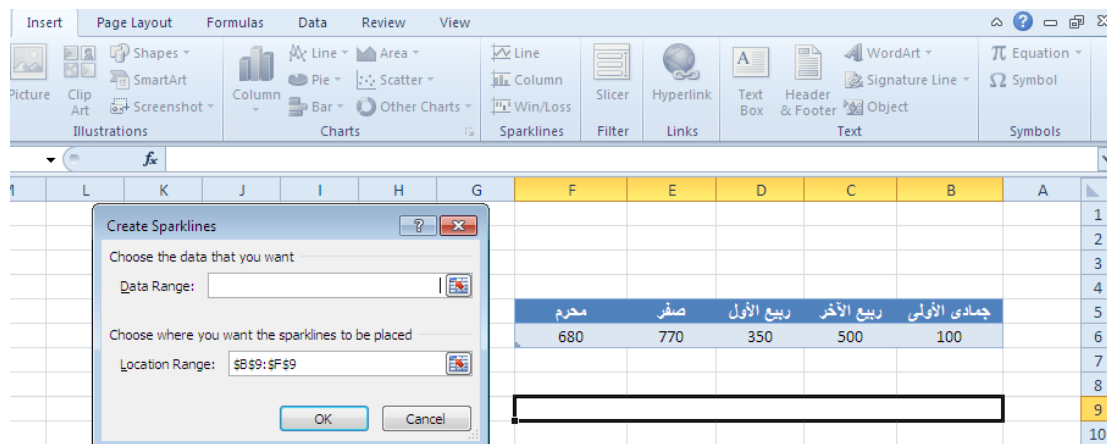 Insert Page Layout Formulas Data Review View
Picture
Clip Art
Shapes
SmartArt
Screenshot
Illustrations
Column
Line
Pie
Bar
Area
Scatter
Other Charts
Charts
Line
Column
Win/Loss
Sparklines
Slicer
Filter
Hyperlink
Links
Text Box
Header & Footer
WordArt
Signature Line
Object
Text
Equation
Symbol
Symbols
fx
L K J I H G F E D C B A
1
2
3
4
5
6
7
8
9
10
جمادى الأولى ربيع الآخر ربيع الأول صفر محرم
680 770 350 500 100
Create Sparklines
Choose the data that you want
Data Range:
Choose where you want the sparklines to be placed
Location Range: $B$9:$F$9
OK Cancel